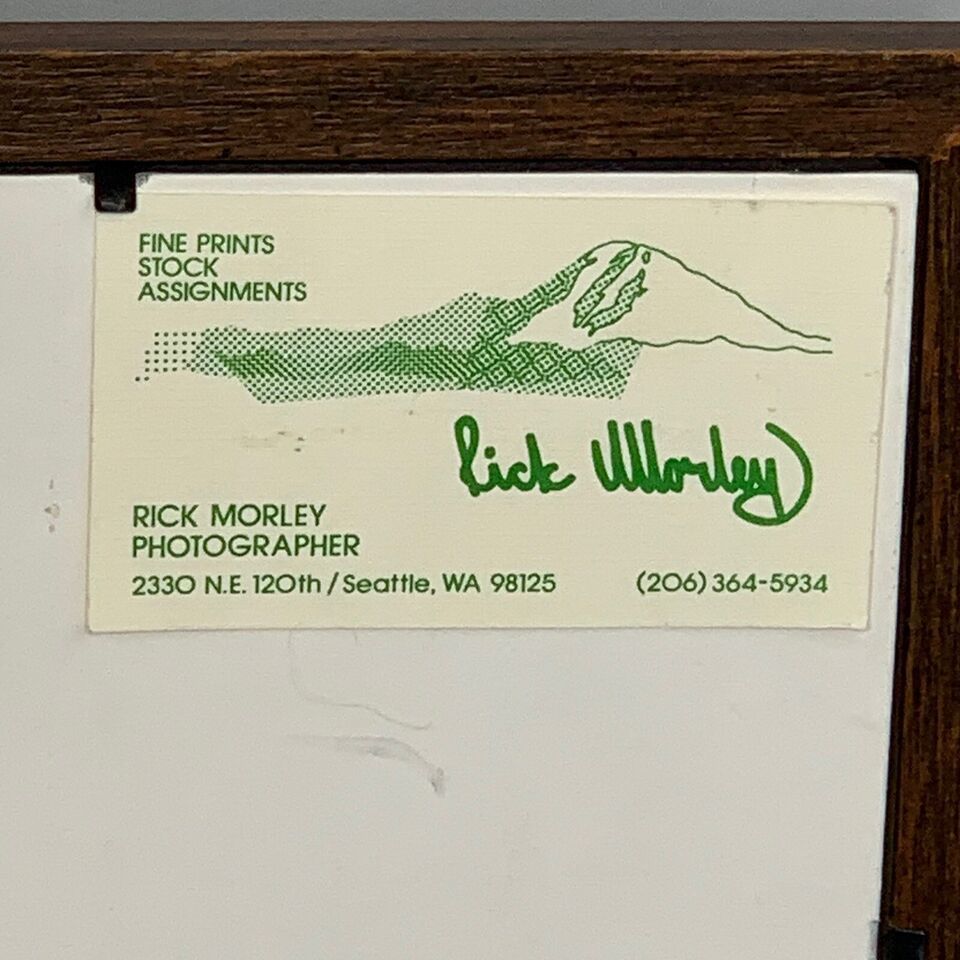 FINE PRINTS
STOCK
ASSIGNMENTS
Rick Morley
RICK MORLEY
PHOTOGRAPHER
2330 N.E. 120th / Seattle, WA 98125 (206) 364-5934